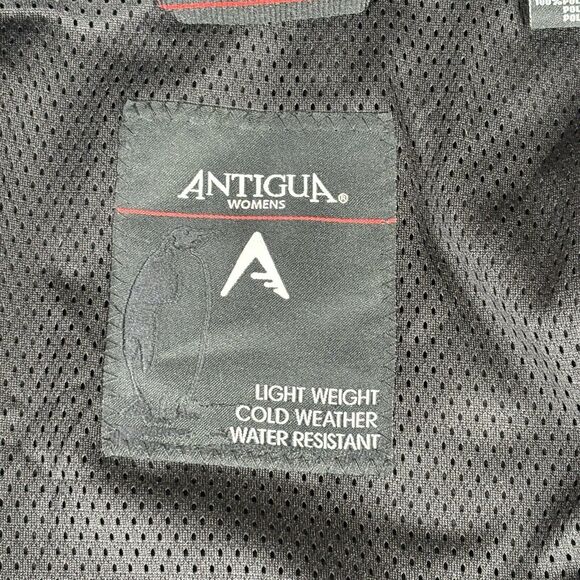 ANTIGUA®
WOMENS
LIGHT WEIGHT
COLD WEATHER
WATER RESISTANT